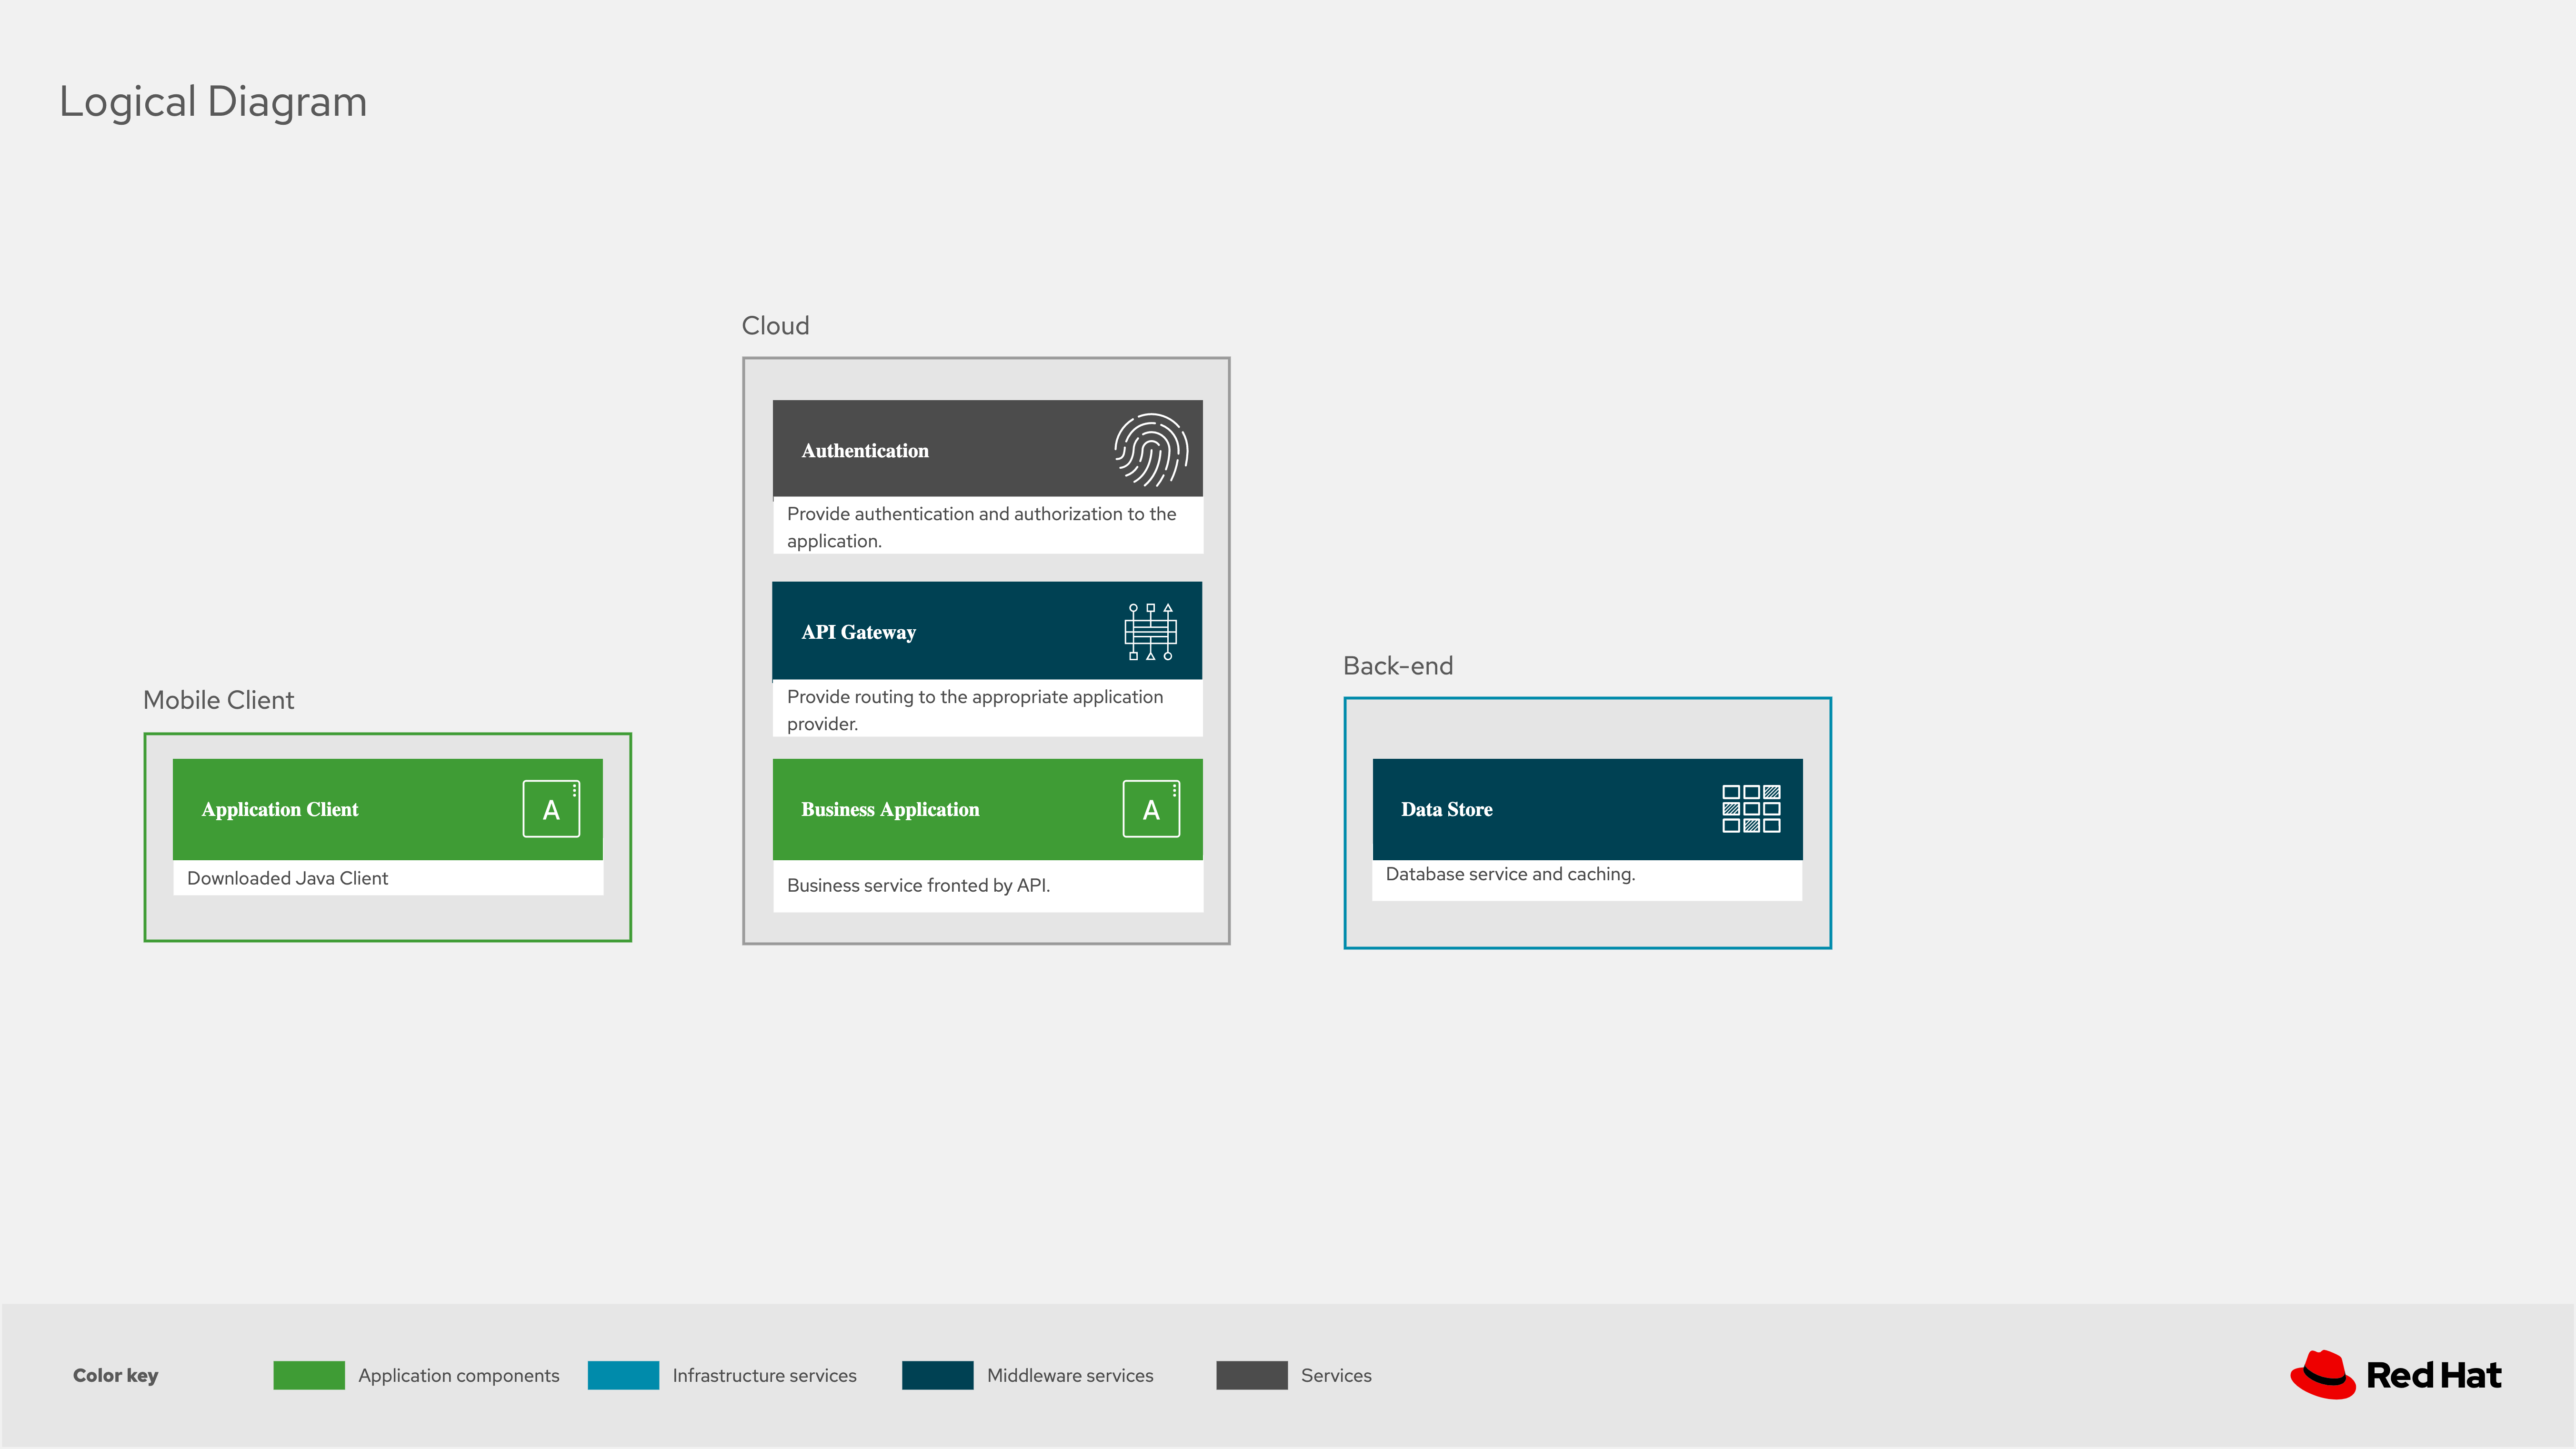 Logical Diagram
Cloud
Authentication
Provide authentication and authorization to the
application.
API Gateway
Provide routing to the appropriate application
provider.
Business Application
A
Business service fronted by API.
Mobile Client
Application Client
A
Downloaded Java Client
Back-end
Data Store
Database service and caching.
Color key
Application components
Infrastructure services
Middleware services
Services
Red Hat